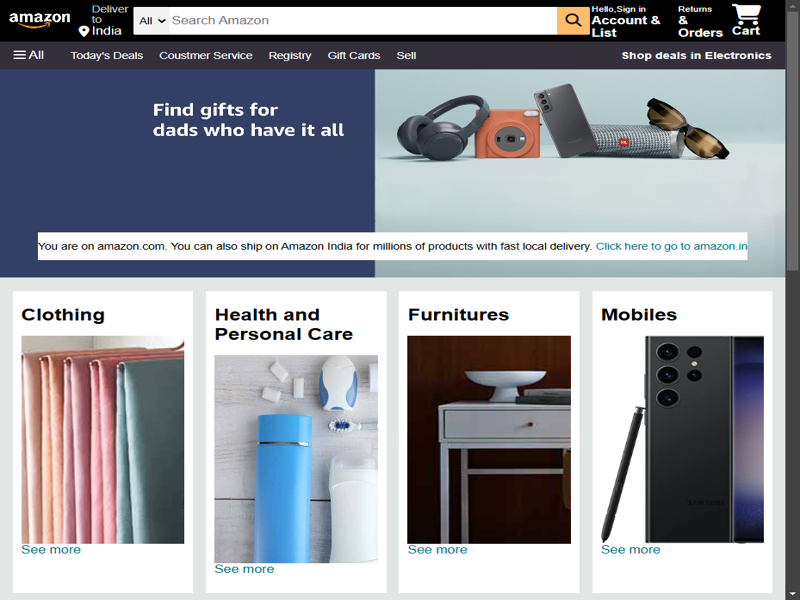 amazon
Deliver
to
India
All
Search Amazon
Hello,Sign in
Account &
List
Returns
&
Orders
Cart
All
Today's Deals
Coustmer Service
Registry
Gift Cards
Sell
Shop deals in Electronics
Find gifts for
dads who have it all
JBL
You are on amazon.com. You can also ship on Amazon India for millions of products with fast local delivery. Click here to go to amazon.in
Clothing
Health and
Personal Care
Furnitures
Mobiles
SAMSUNG
See more
See more
See more
See more